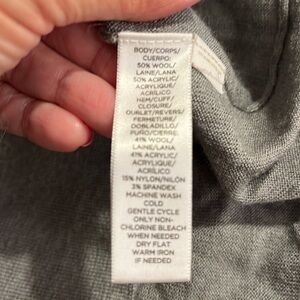 BODY/CORPS/
CUERPO:
50% WOOL/
LAINE/LANA
50% ACRYLIC/
ACRYLIQUE/
ACRÍLICO
HEM/CUFF/
CLOSURE/
OURLET/REVERS/
FERMETURE/
DOBLADILLO/
PUÑO/CIERRE:
41% WOOL/
LAINE/LANA
41% ACRYLIC/
ACRYLIQUE/
ACRÍLICO
15% NYLON/NILÓN
3% SPANDEX
MACHINE WASH
COLD
GENTLE CYCLE
ONLY NON-
CHLORINE BLEACH
WHEN NEEDED
DRY FLAT
WARM IRON
IF NEEDED